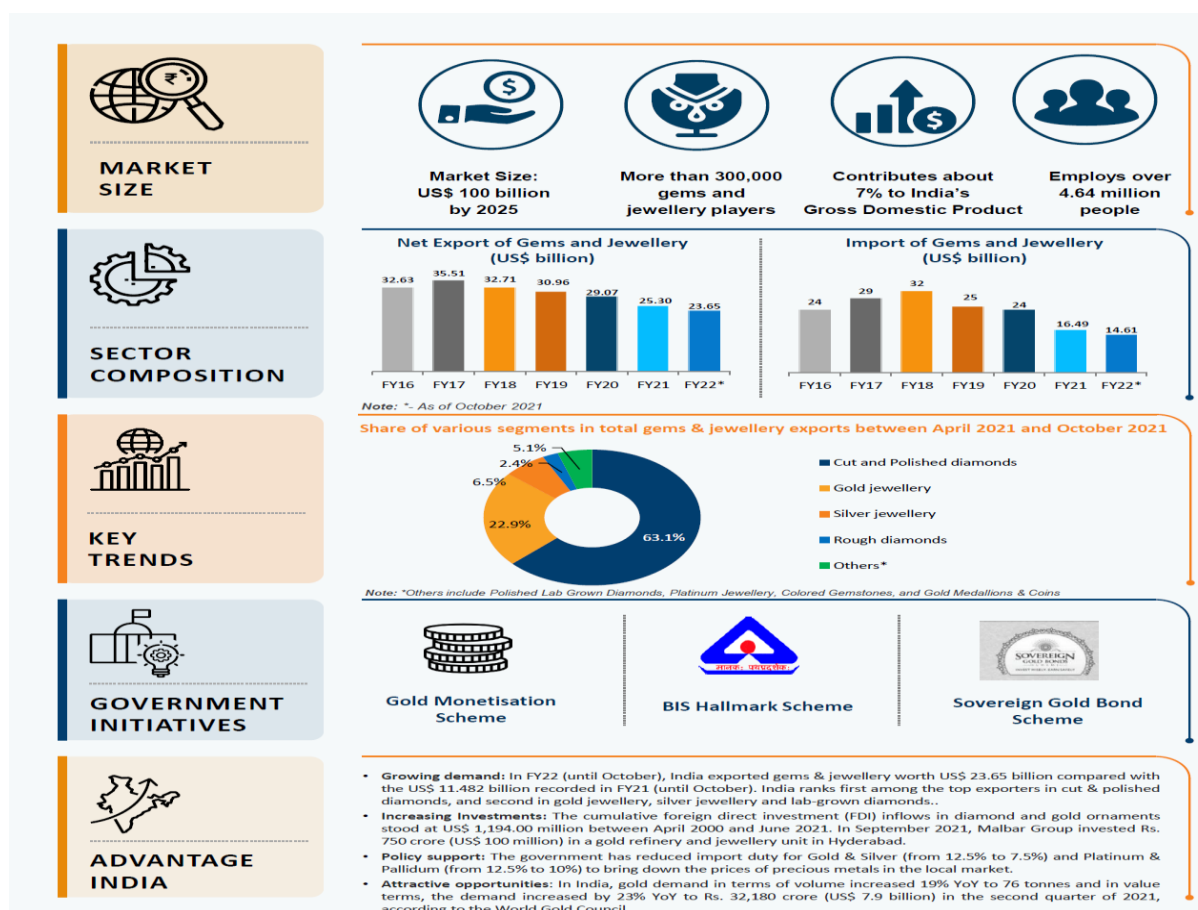 MARKET
SIZE
Market Size:
US$ 100 billion
by 2025
More than 300,000
gems and
jewellery players
Contributes about
7% to India's
Gross Domestic Product
Employs over
4.64 million
people
SECTOR
COMPOSITION
Net Export of Gems and Jewellery
(US$ billion)
32.63 35.51 32.71 30.96 29.07 25.30 23.65
FY16 FY17 FY18 FY19 FY20 FY21 FY22*
Import of Gems and Jewellery
(US$ billion)
24 29 32 25 24 16.49 14.61
FY16 FY17 FY18 FY19 FY20 FY21 FY22*
Note: *- As of October 2021
KEY
TRENDS
Share of various segments in total gems & jewellery exports between April 2021 and October 2021
5.1%
2.4%
6.5%
22.9%
63.1%
Cut and Polished diamonds
Gold jewellery
Silver jewellery
Rough diamonds
Others*
Note: *Others include Polished Lab Grown Diamonds, Platinum Jewellery, Colored Gemstones, and Gold Medallions & Coins
GOVERNMENT
INITIATIVES
Gold Monetisation
Scheme
मानकः पथप्रदर्शकः
BIS Hallmark Scheme
SOVEREIGN
GOLD BONDS
Sovereign Gold Bond
Scheme
ADVANTAGE
INDIA
• Growing demand: In FY22 (until October), India exported gems & jewellery worth US$ 23.65 billion compared with
the US$ 11.482 billion recorded in FY21 (until October). India ranks first among the top exporters in cut & polished
diamonds, and second in gold jewellery, silver jewellery and lab-grown diamonds..
• Increasing Investments: The cumulative foreign direct investment (FDI) inflows in diamond and gold ornaments
stood at US$ 1,194.00 million between April 2000 and June 2021. In September 2021, Malbar Group invested Rs.
750 crore (US$ 100 million) in a gold refinery and jewellery unit in Hyderabad.
• Policy support: The government has reduced import duty for Gold & Silver (from 12.5% to 7.5%) and Platinum &
Pallidum (from 12.5% to 10%) to bring down the prices of precious metals in the local market.
• Attractive opportunities: In India, gold demand in terms of volume increased 19% YoY to 76 tonnes and in value
terms, the demand increased by 23% YoY to Rs. 32,180 crore (US$ 7.9 billion) in the second quarter of 2021,
according to the World Gold Council